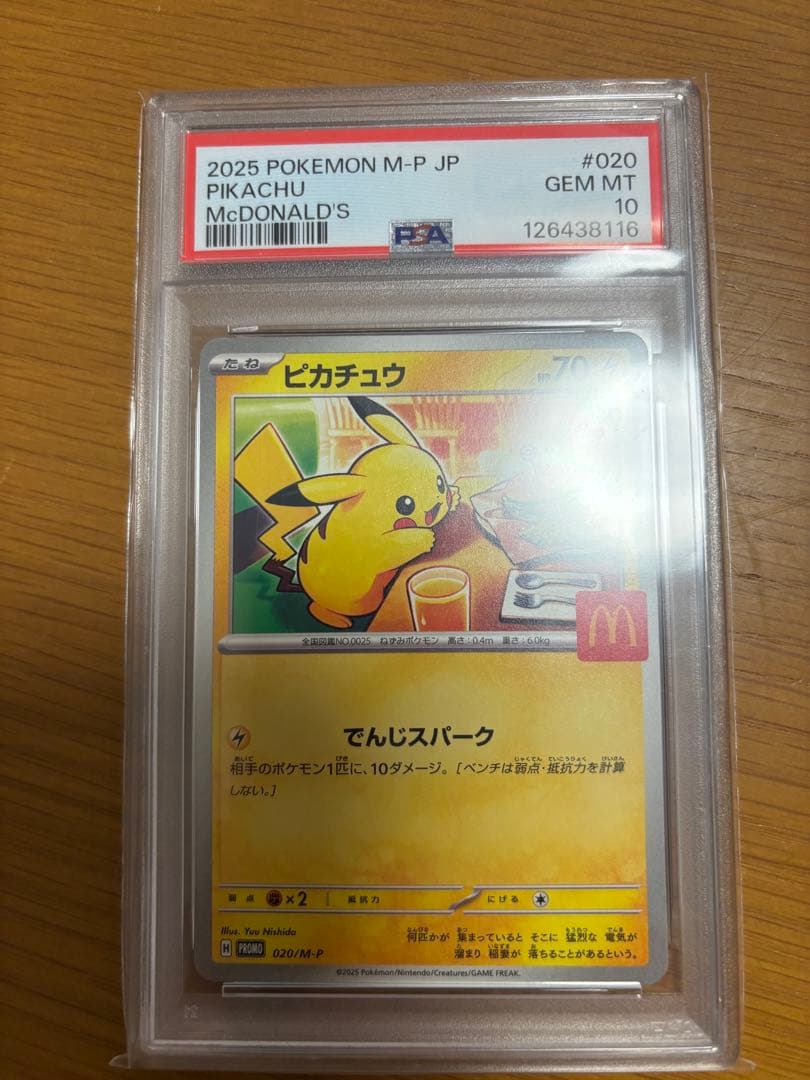 2025 POKEMON M-P JP #020
PIKACHU GEM MT
McDONALD'S 10
PSA 126438116
たね ピカチュウ HP 70
全国図鑑NO.0025 ねずみポケモン 高さ:0.4m 重さ:6.0kg
でんじスパーク
相手のポケモン1匹に、10ダメージ。[ベンチは弱点・抵抗力を計算
しない。]
弱点 ×2 抵抗力 にげる
Illus. Yuu Nishida
何匹かが 集まっていると そこに 猛烈な 電気が
H PROMO 020/M-P 溜まり 稲妻が 落ちることがあるという。
©2025 Pokémon/Nintendo/Creatures/GAME FREAK.